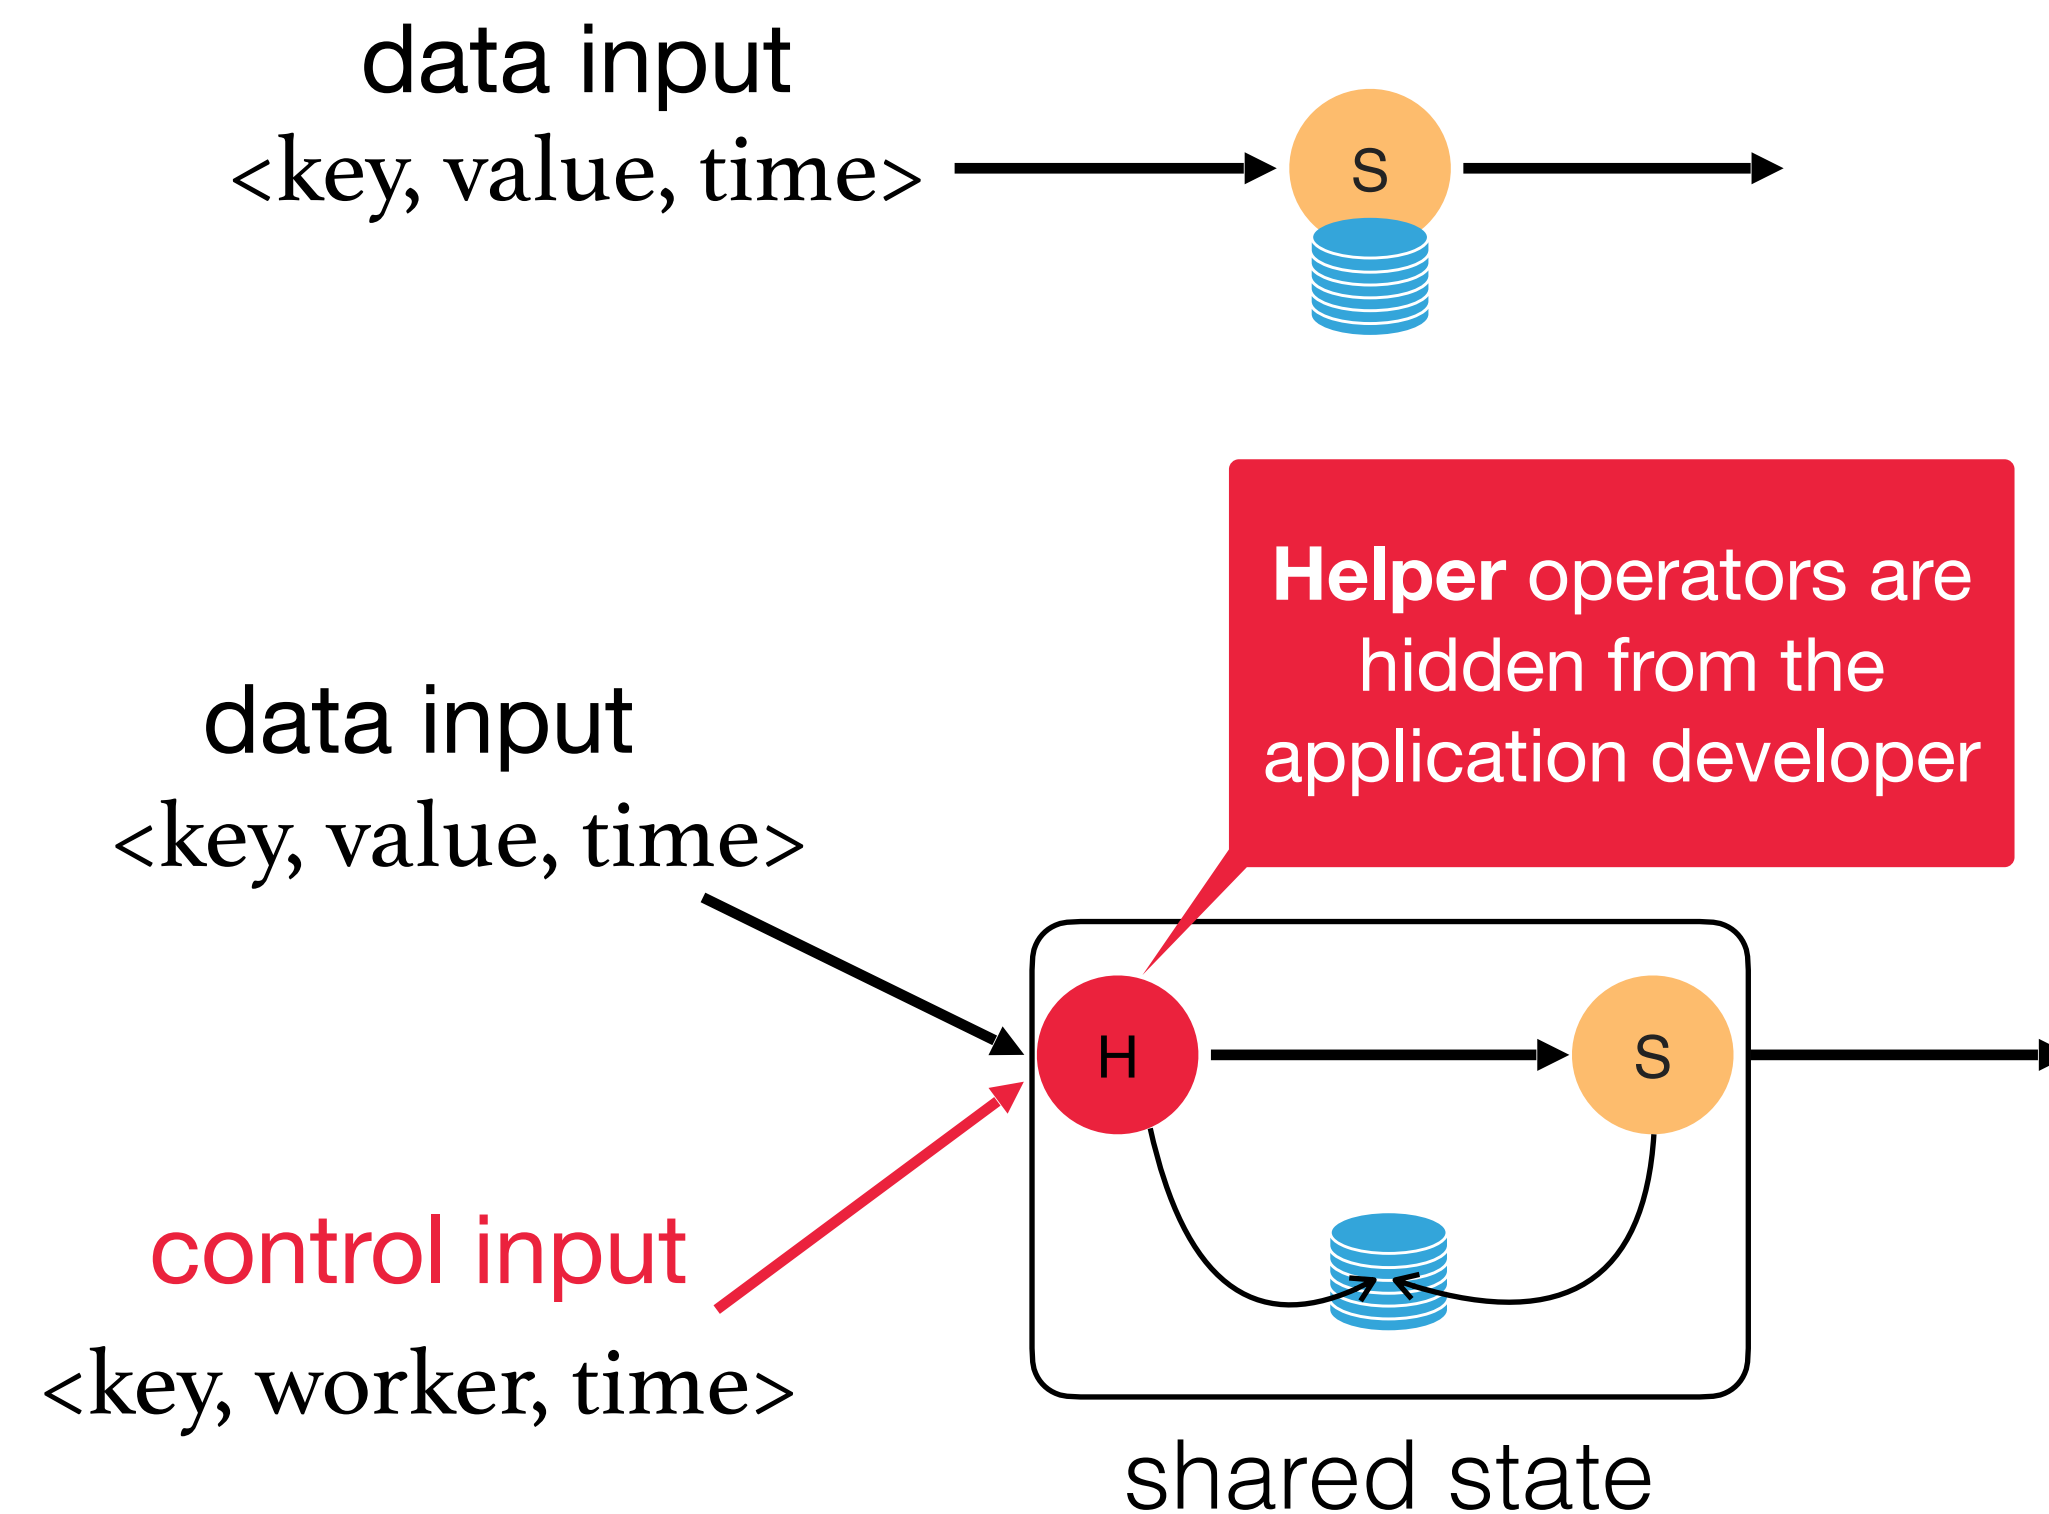 data input
<key, value, time>
S
Helper operators are
hidden from the
application developer
data input
<key, value, time>
H
S
control input
<key, worker, time>
shared state